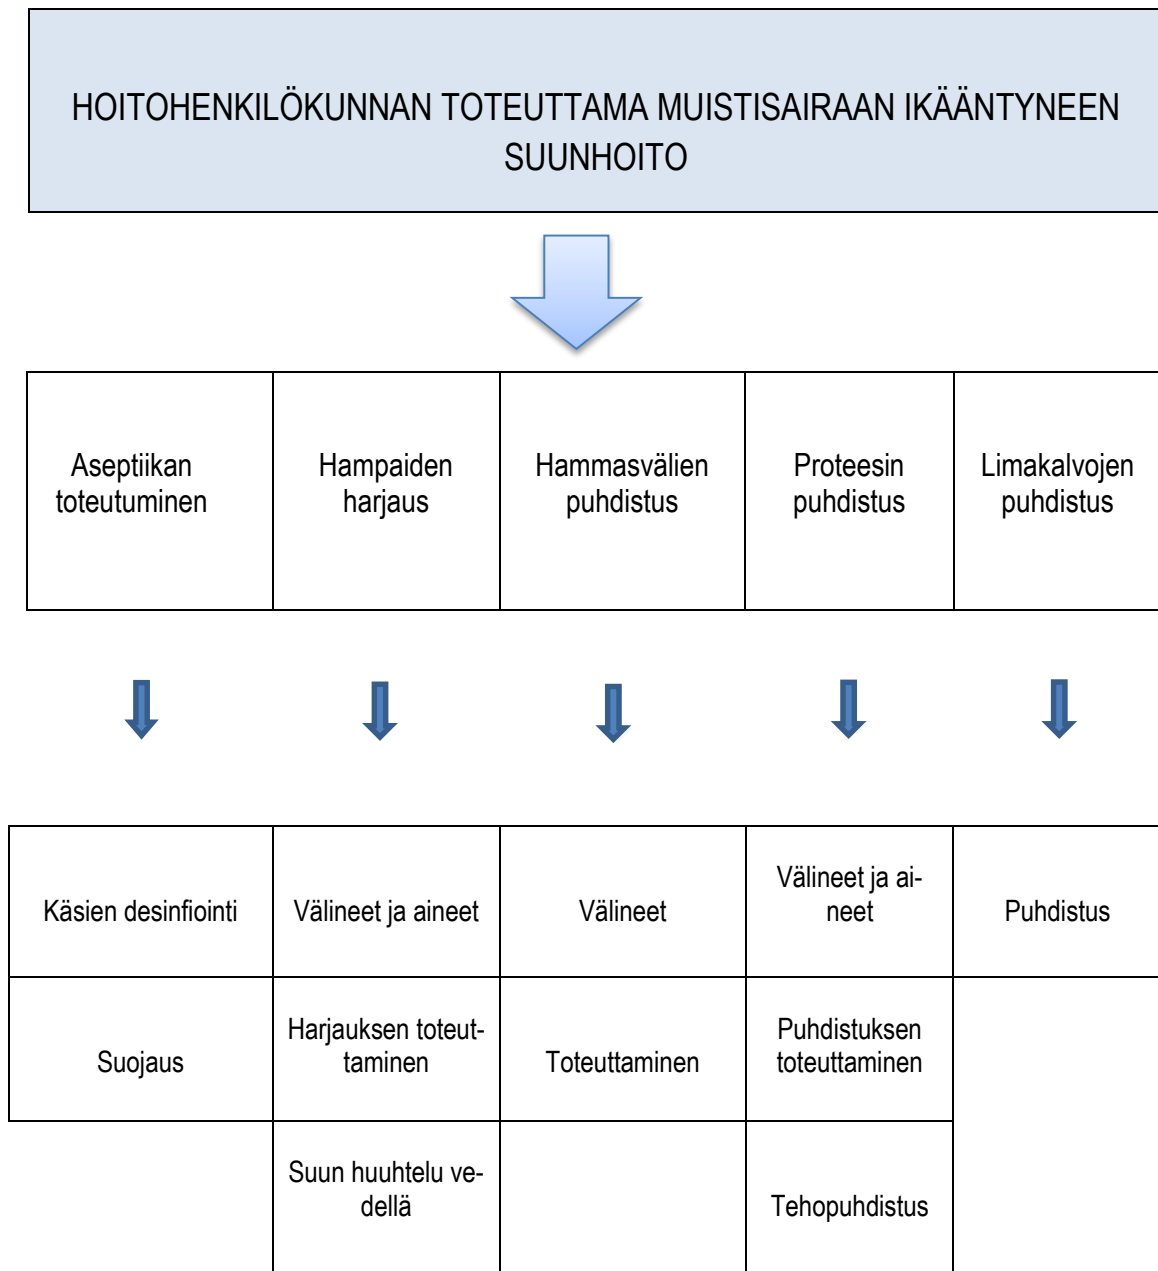 HOITOHENKILÖKUNNAN TOTEUTTAMA MUISTISAIRAAN IKÄÄNTYNEEN
SUUNHOITO
Aseptiikan
toteutuminen
Hampaiden
harjaus
Hammasvälien
puhdistus
Proteesin
puhdistus
Limakalvojen
puhdistus
Käsien desinfiointi
Välineet ja aineet
Välineet
Välineet ja ai-
neet
Puhdistus
Suojaus
Harjauksen toteut-
taminen
Toteuttaminen
Puhdistuksen
toteuttaminen
Suun huuhtelu ve-
dellä
Tehopuhdistus